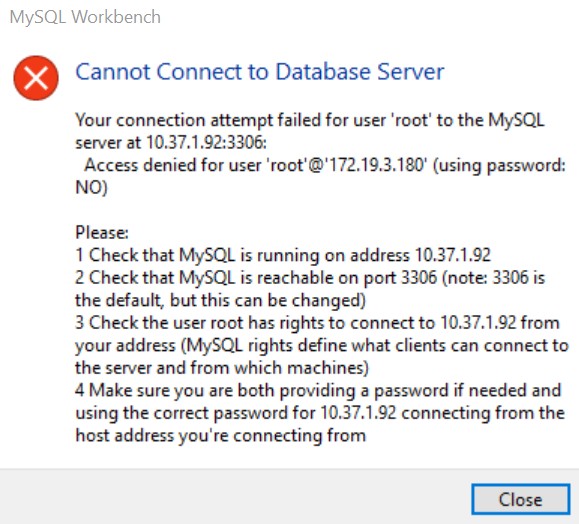 MySQL Workbench
Cannot Connect to Database Server
Your connection attempt failed for user 'root' to the MySQL
server at 10.37.1.92:3306:
Access denied for user 'root'@'172.19.3.180' (using password:
NO)
Please:
1 Check that MySQL is running on address 10.37.1.92
2 Check that MySQL is reachable on port 3306 (note: 3306 is
the default, but this can be changed)
3 Check the user root has rights to connect to 10.37.1.92 from
your address (MySQL rights define what clients can connect to
the server and from which machines)
4 Make sure you are both providing a password if needed and
using the correct password for 10.37.1.92 connecting from the
host address you're connecting from
Close